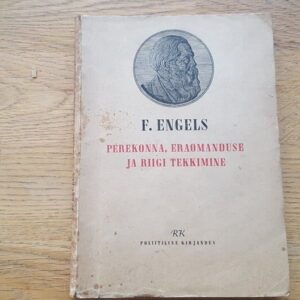 F. ENGELS
PEREKONNA, ERAOMANDUSE
JA RIIGI TEKKIMINE
RK
POLIITILINE KIRJANDUS